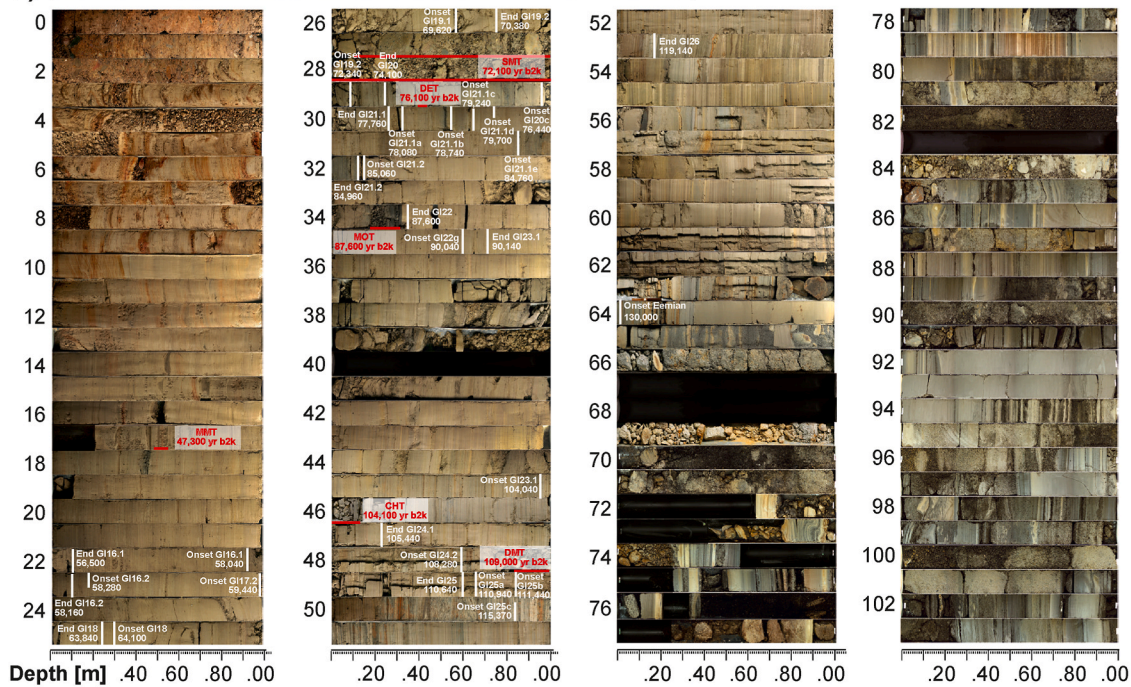 0
2
4
6
8
10
12
14
16
MMT
47,300 yr b2k
18
20
22
End GI16.1
56,500
Onset GI16.1
58,040
Onset GI16.2
58,280
Onset GI17.2
59,440
24
End GI16.2
58,160
End GI18
63,840
Onset GI18
64,100
26
Onset
GI19.1
69,620
End GI19.2
70,380
28
Onset
GI19.2
72,340
End
GI20
74,100
SMT
72,100 yr b2k
DET
76,100 yr b2k
Onset
GI21.1c
79,240
30
End GI21.1
77,760
Onset
GI21.1a
78,080
Onset
GI21.1b
78,740
Onset
GI21.1d
79,700
Onset
GI20c
76,440
32
Onset GI21.2
85,060
Onset
GI21.1e
84,760
End GI21.2
84,960
34
End GI22
87,600
MOT
87,600 yr b2k
Onset GI22g
90,040
End GI23.1
90,140
36
38
40
42
44
Onset GI23.1
104,040
46
CHT
104,100 yr b2k
End GI24.1
105,440
48
Onset GI24.2
108,280
DMT
109,000 yr b2k
End GI25
110,640
Onset
GI25a
110,940
Onset
GI25b
111,440
50
Onset GI25c
115,370
52
End GI26
119,140
54
56
58
60
62
64
Onset Eemian
130,000
66
68
70
72
74
76
78
80
82
84
86
88
90
92
94
96
98
100
102
Depth [m] .20 .40 .60 .80 .00
.20 .40 .60 .80 .00
.20 .40 .60 .80 .00
.20 .40 .60 .80 .00